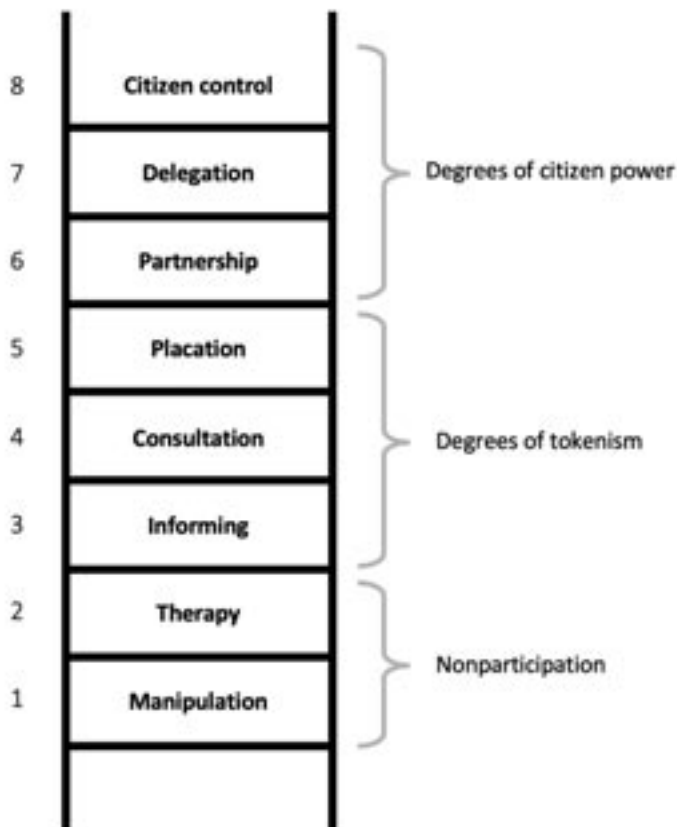 8 Citizen control
7 Delegation Degrees of citizen power
6 Partnership
5 Placation
4 Consultation Degrees of tokenism
3 Informing
2 Therapy
Nonparticipation
1 Manipulation